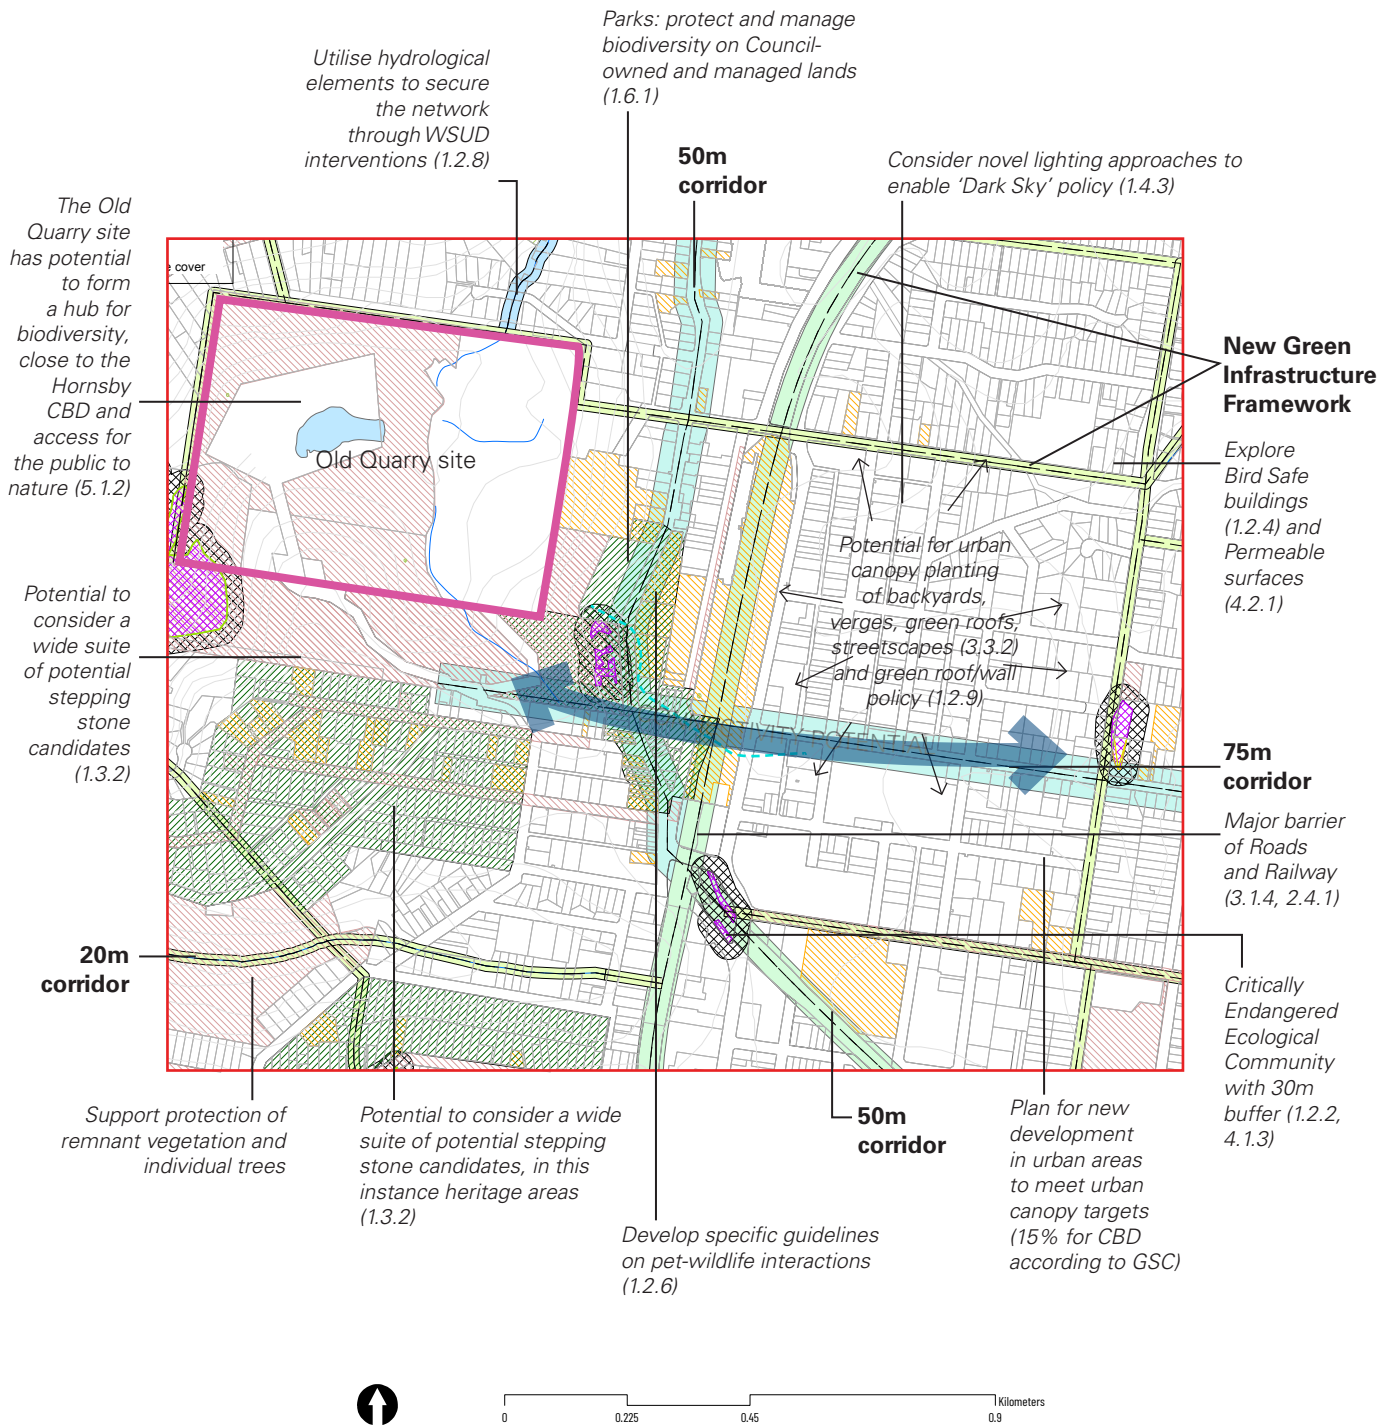 Parks: protect and manage
biodiversity on Council-
owned and managed lands
(1.6.1)
Utilise hydrological
elements to secure
the network
through WSUD
interventions (1.2.8)
50m
corridor
Consider novel lighting approaches to
enable ‘Dark Sky’ policy (1.4.3)
The Old
Quarry site
has potential
to form
a hub for
biodiversity,
close to the
Hornsby
CBD and
access for
the public to
nature (5.1.2)
e cover
Old Quarry site
New Green
Infrastructure
Framework
Explore
Bird Safe
buildings
(1.2.4) and
Permeable
surfaces
(4.2.1)
Potential for urban
canopy planting
of backyards,
verges, green roofs,
streetscapes (3.3.2)
and green roof/wall
policy (1.2.9)
Potential to
consider a
wide suite
of potential
stepping
stone
candidates
(1.3.2)
75m
corridor
Major barrier
of Roads
and Railway
(3.1.4, 2.4.1)
20m
corridor
Critically
Endangered
Ecological
Community
with 30m
buffer (1.2.2,
4.1.3)
Support protection of
remnant vegetation and
individual trees
Potential to consider a wide
suite of potential stepping
stone candidates, in this
instance heritage areas
(1.3.2)
50m
corridor
Plan for new
development
in urban areas
to meet urban
canopy targets
(15% for CBD
according to GSC)
Develop specific guidelines
on pet-wildlife interactions
(1.2.6)
Kilometers
0 0.225 0.45 0.9